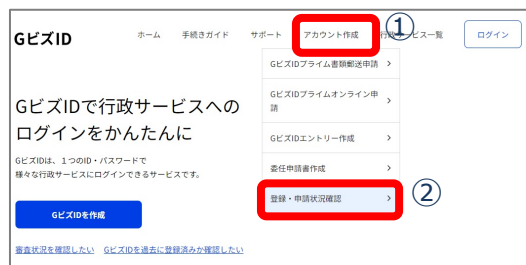 GビズID
ホーム 手続きガイド サポート アカウント作成 行政サービス一覧 ログイン
①
GビズIDプライム書類郵送申請
GビズIDプライムオンライン申
請
GビズIDエントリー作成
委任申請書作成
登録・申請状況確認
②
GビズIDで行政サービスへの
ログインをかんたんに
GビズIDは、1つのID・パスワードで
様々な行政サービスにログインできるサービスです。
GビズIDを作成
審査状況を確認したい GビズIDを過去に登録済みか確認したい